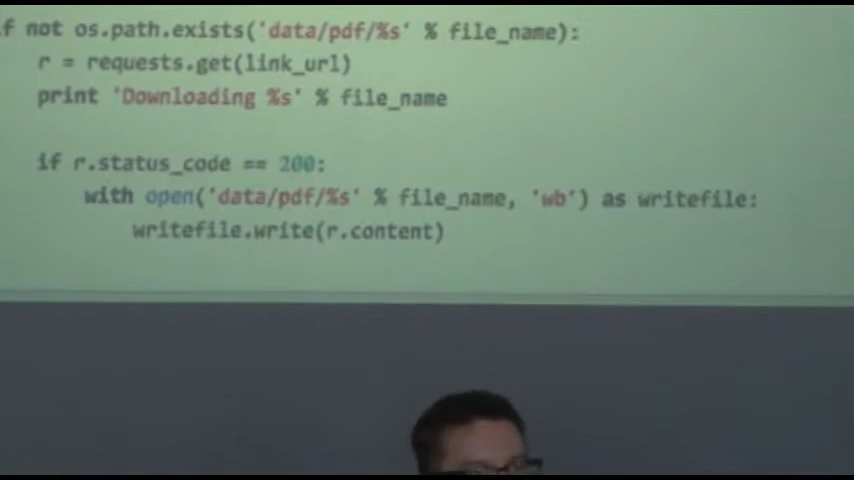 if not os.path.exists('data/pdf/%s' % file_name):
r = requests.get(link_url)
print 'Downloading %s' % file_name
if r.status_code == 200:
with open('data/pdf/%s' % file_name, 'wb') as writefile:
writefile.write(r.content)